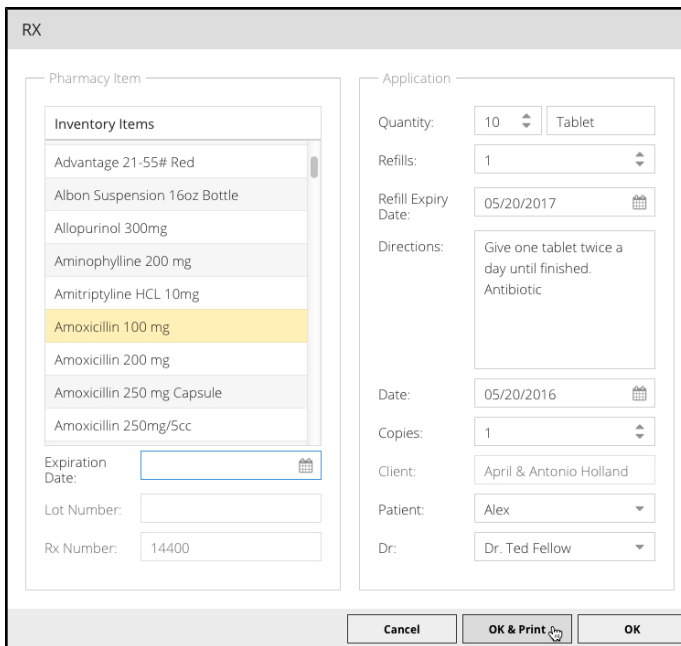 RX
Pharmacy Item
Inventory Items
Advantage 21-55# Red
Albon Suspension 16oz Bottle
Allopurinol 300mg
Aminophylline 200 mg
Amitriptyline HCL 10mg
Amoxicillin 100 mg
Amoxicillin 200 mg
Amoxicillin 250 mg Capsule
Amoxicillin 250mg/5cc
Expiration
Date:
Lot Number:
Rx Number: 14400
Application
Quantity: 10 Tablet
Refills: 1
Refill Expiry
Date: 05/20/2017
Directions: Give one tablet twice a
day until finished.
Antibiotic
Date: 05/20/2016
Copies: 1
Client: April & Antonio Holland
Patient: Alex
Dr: Dr. Ted Fellow
Cancel OK & Print OK